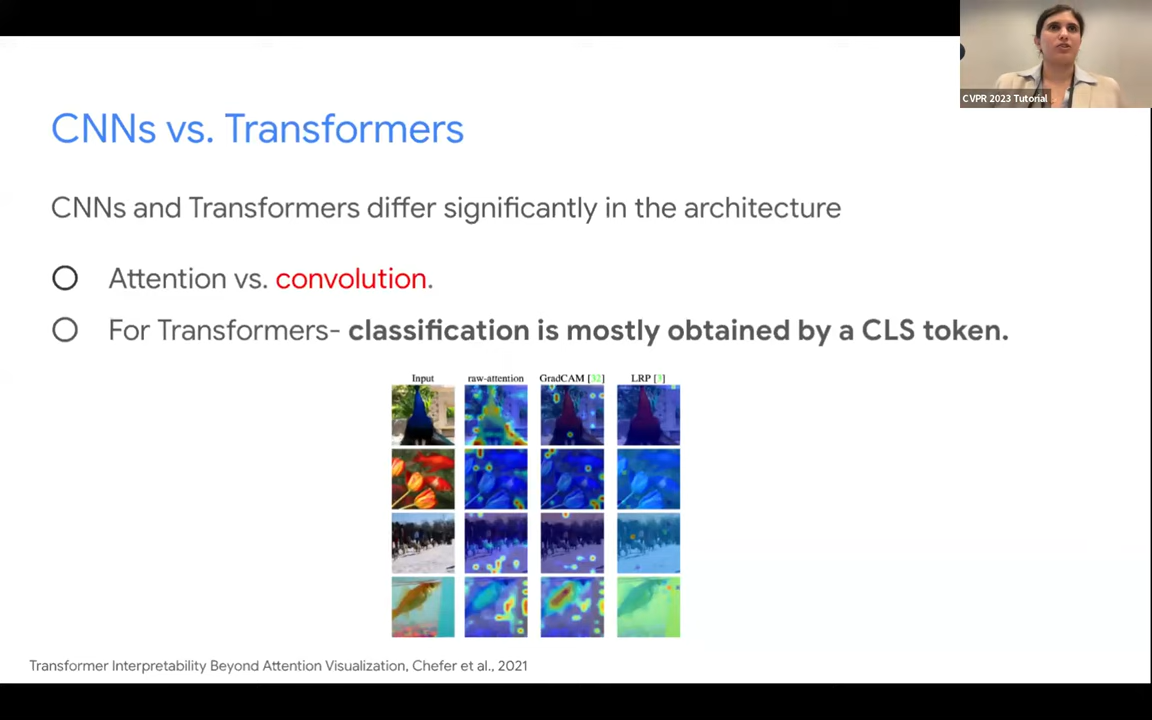 CVPR 2023 Tutorial
CNNs vs. Transformers
CNNs and Transformers differ significantly in the architecture
Attention vs. convolution.
For Transformers- classification is mostly obtained by a CLS token.
Input raw-attention GradCAM [32] LRP [3]
Transformer Interpretability Beyond Attention Visualization, Chefer et al., 2021